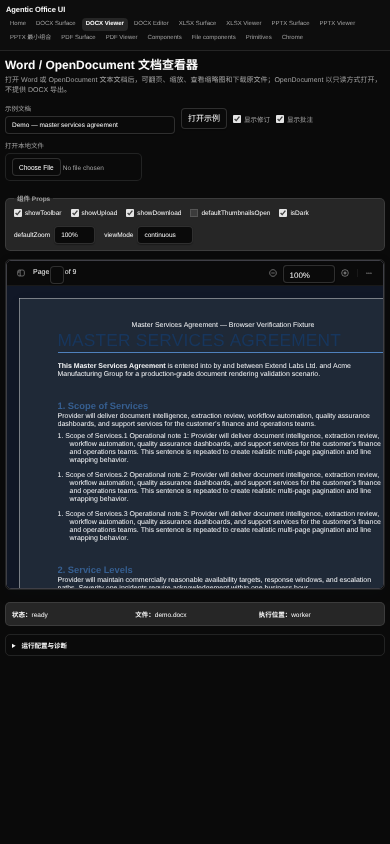 Agentic Office UI
Home DOCX Surface DOCX Viewer DOCX Editor XLSX Surface XLSX Viewer PPTX Surface PPTX Viewer
PPTX 最小组合 PDF Surface PDF Viewer Components File components Primitives Chrome
Word / OpenDocument 文档查看器
打开 Word 或 OpenDocument 文本文档后，可翻页、缩放、查看缩略图和下载原文件；OpenDocument 以只读方式打开，
不提供 DOCX 导出。
示例文档
Demo — master services agreement
打开示例
显示修订
显示批注
打开本地文件
Choose File No file chosen
组件 Props
showToolbar showUpload showDownload defaultThumbnailsOpen isDark
defaultZoom 100% viewMode continuous
Page of 9 100%
Master Services Agreement — Browser Verification Fixture
MASTER SERVICES AGREEMENT
This Master Services Agreement is entered into by and between Extend Labs Ltd. and Acme
Manufacturing Group for a production-grade document rendering validation scenario.
1. Scope of Services
Provider will deliver document intelligence, extraction review, workflow automation, quality assurance
dashboards, and support services for the customer's finance and operations teams.
1. Scope of Services.1 Operational note 1: Provider will deliver document intelligence, extraction review,
workflow automation, quality assurance dashboards, and support services for the customer's finance
and operations teams. This sentence is repeated to create realistic multi-page pagination and line
wrapping behavior.
1. Scope of Services.2 Operational note 2: Provider will deliver document intelligence, extraction review,
workflow automation, quality assurance dashboards, and support services for the customer's finance
and operations teams. This sentence is repeated to create realistic multi-page pagination and line
wrapping behavior.
1. Scope of Services.3 Operational note 3: Provider will deliver document intelligence, extraction review,
workflow automation, quality assurance dashboards, and support services for the customer's finance
and operations teams. This sentence is repeated to create realistic multi-page pagination and line
wrapping behavior.
2. Service Levels
Provider will maintain commercially reasonable availability targets, response windows, and escalation
paths. Severity one incidents require acknowledgement within one business hour.
状态：ready 文件：demo.docx 执行位置：worker
运行配置与诊断